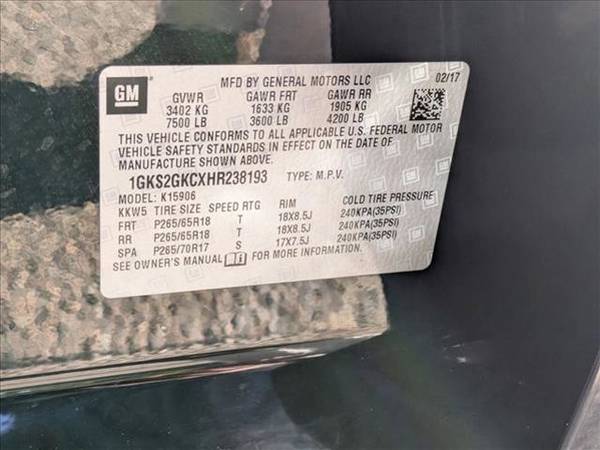 GM
MFD BY GENERAL MOTORS LLC 02/17
GVWR GAWR FRT GAWR RR
3402 KG 1633 KG 1905 KG
7500 LB 3600 LB 4200 LB
THIS VEHICLE CONFORMS TO ALL APPLICABLE U.S. FEDERAL MOTOR
VEHICLE SAFETY STANDARDS IN EFFECT ON THE DATE OF
MANUFACTURE SHOWN ABOVE.
1GKS2GKCXHR238193 TYPE: M.P.V.
MODEL: K15906
KKW5 TIRE SIZE SPEED RTG RIM COLD TIRE PRESSURE
FRT P265/65R18 T 18X8.5J 240KPA(35PSI)
RR P265/65R18 T 18X8.5J 240KPA(35PSI)
SPA P265/70R17 S 17X7.5J 240KPA(35PSI)
SEE OWNER'S MANUAL FOR MORE INFORMATION.